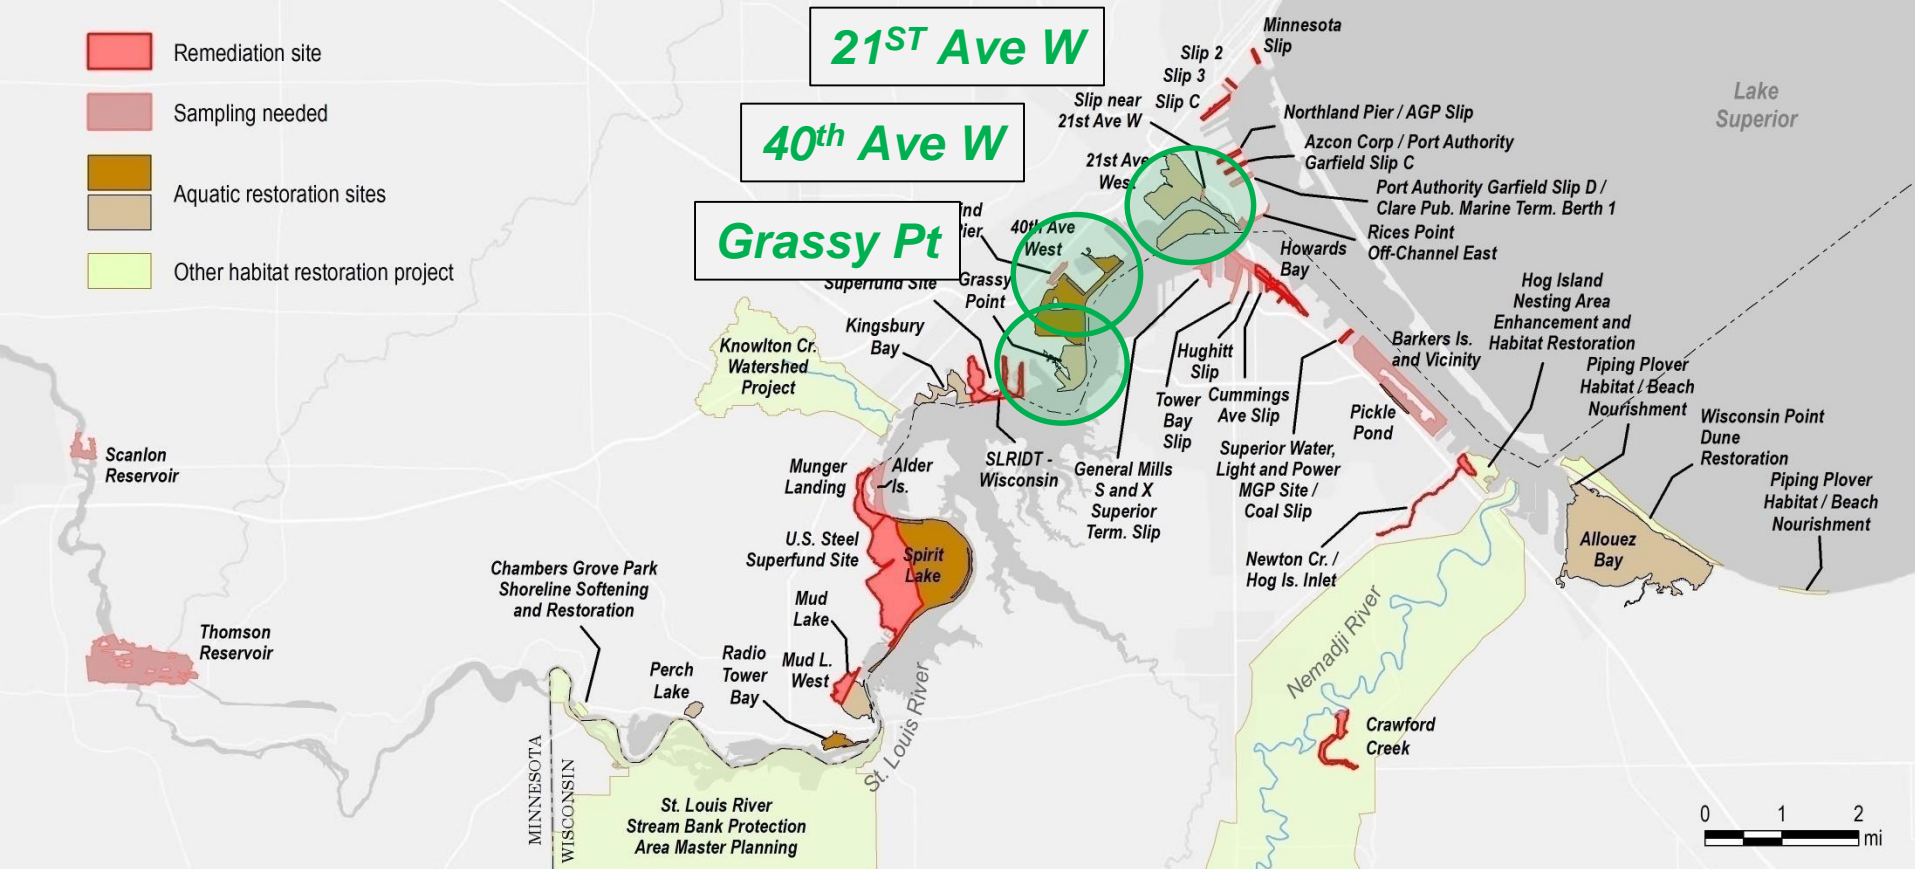 Remediation site
Sampling needed
Aquatic restoration sites
Other habitat restoration project
21ST Ave W
40th Ave W
Grassy Pt
Minnesota
Slip
Slip 2
Slip 3
Slip C
Slip near
21st Ave W
21st Ave
West
Northland Pier / AGP Slip
Azcon Corp / Port Authority
Garfield Slip C
Port Authority Garfield Slip D /
Clare Pub. Marine Term. Berth 1
Rices Point
Off-Channel East
Lake
Superior
40th Ave
West
Superfund Site
Grassy
Point
Kingsbury
Bay
Knowlton Cr.
Watershed
Project
Howards
Bay
Hog Island
Nesting Area
Enhancement and
Habitat Restoration
Barkers Is.
and Vicinity
Piping Plover
Habitat / Beach
Nourishment
Wisconsin Point
Dune
Restoration
Piping Plover
Habitat / Beach
Nourishment
Hughitt
Slip
Cummings
Ave Slip
Tower
Bay
Slip
Pickle
Pond
Superior Water,
Light and Power
MGP Site /
Coal Slip
General Mills
S and X
Superior
Term. Slip
SLRIDT -
Wisconsin
Munger
Landing
Alder
Is.
Scanlon
Reservoir
U.S. Steel
Superfund Site
Spirit
Lake
Newton Cr. /
Hog Is. Inlet
Allouez
Bay
Chambers Grove Park
Shoreline Softening
and Restoration
Mud
Lake
Thomson
Reservoir
Perch
Lake
Radio
Tower
Bay
Mud L.
West
St. Louis River
Nemadji River
Crawford
Creek
MINNESOTA
WISCONSIN
St. Louis River
Stream Bank Protection
Area Master Planning
0 1 2
mi